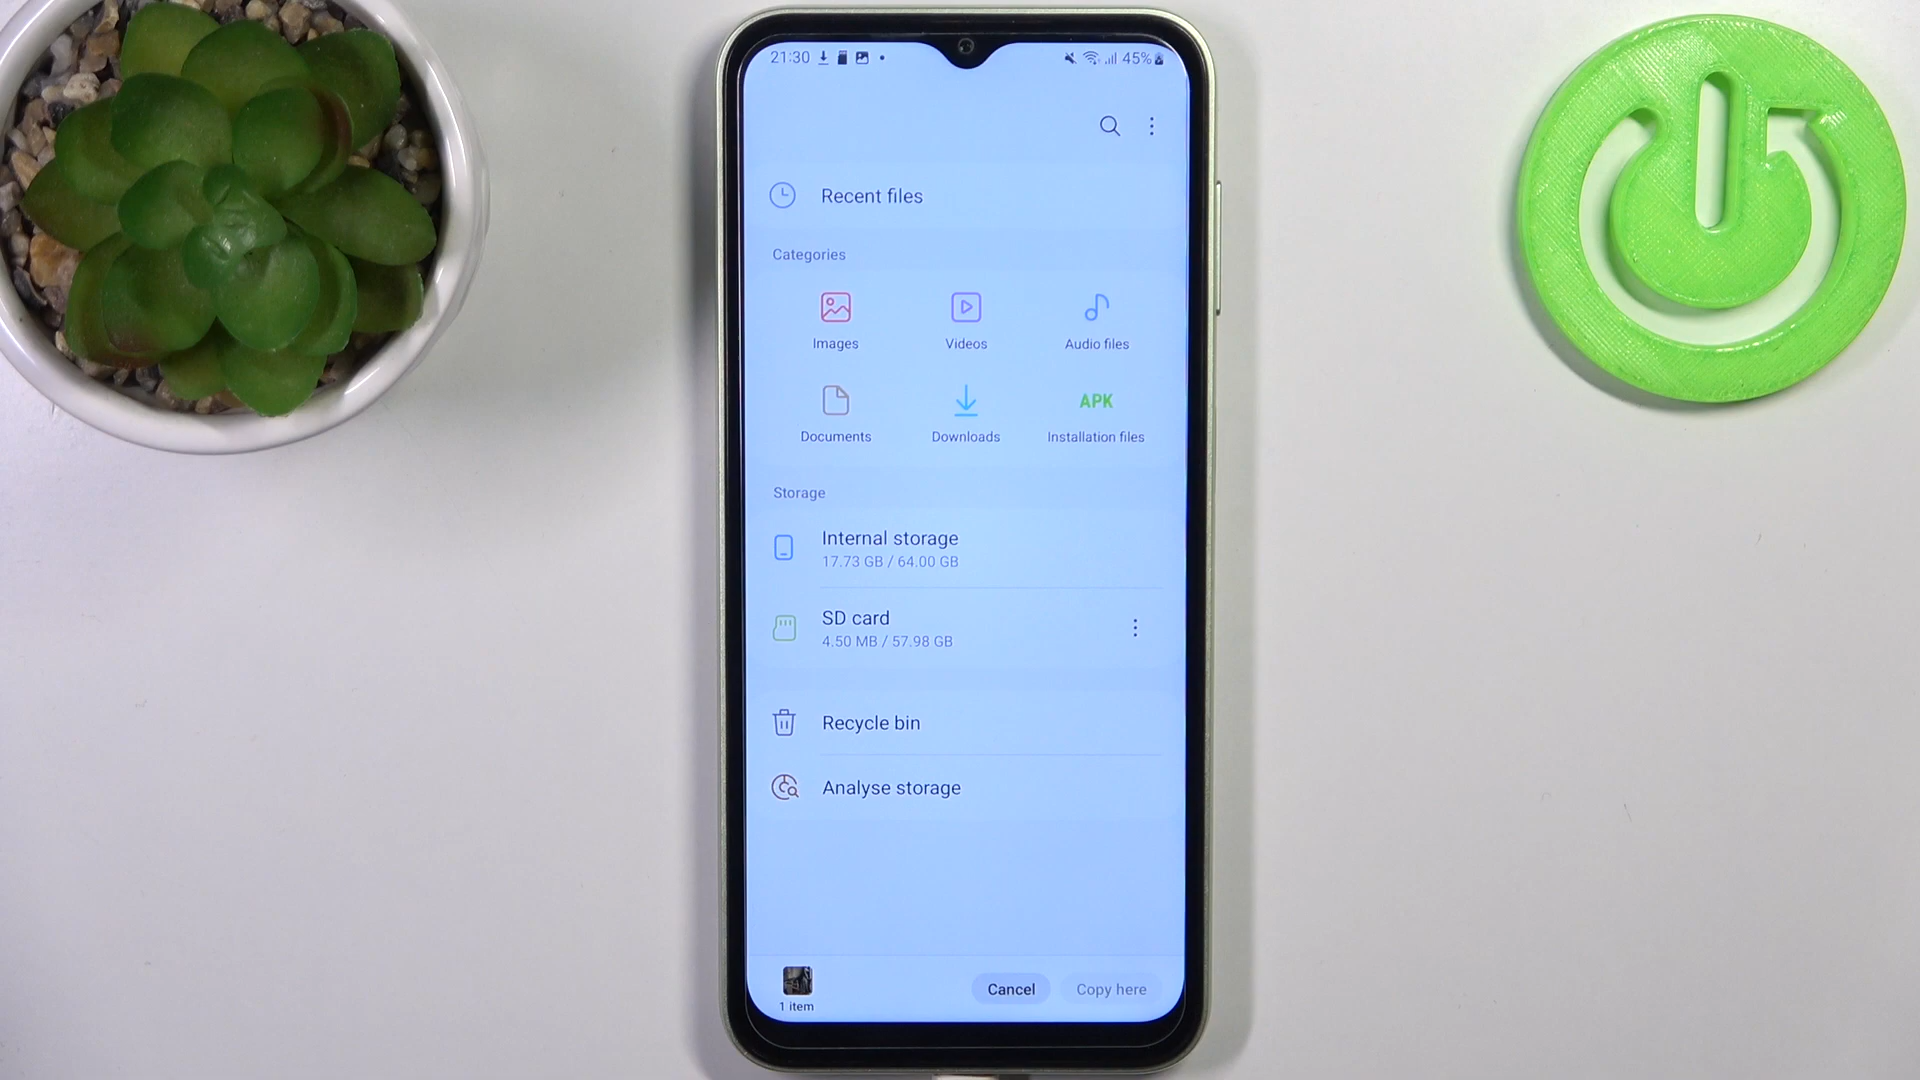 21:30 45%
Recent files
Categories
Images Videos Audio files
APK
Documents Downloads Installation files
Storage
Internal storage
17.73 GB / 64.00 GB
SD card
4.50 MB / 57.98 GB
Recycle bin
Analyse storage
Cancel Copy here
1 item